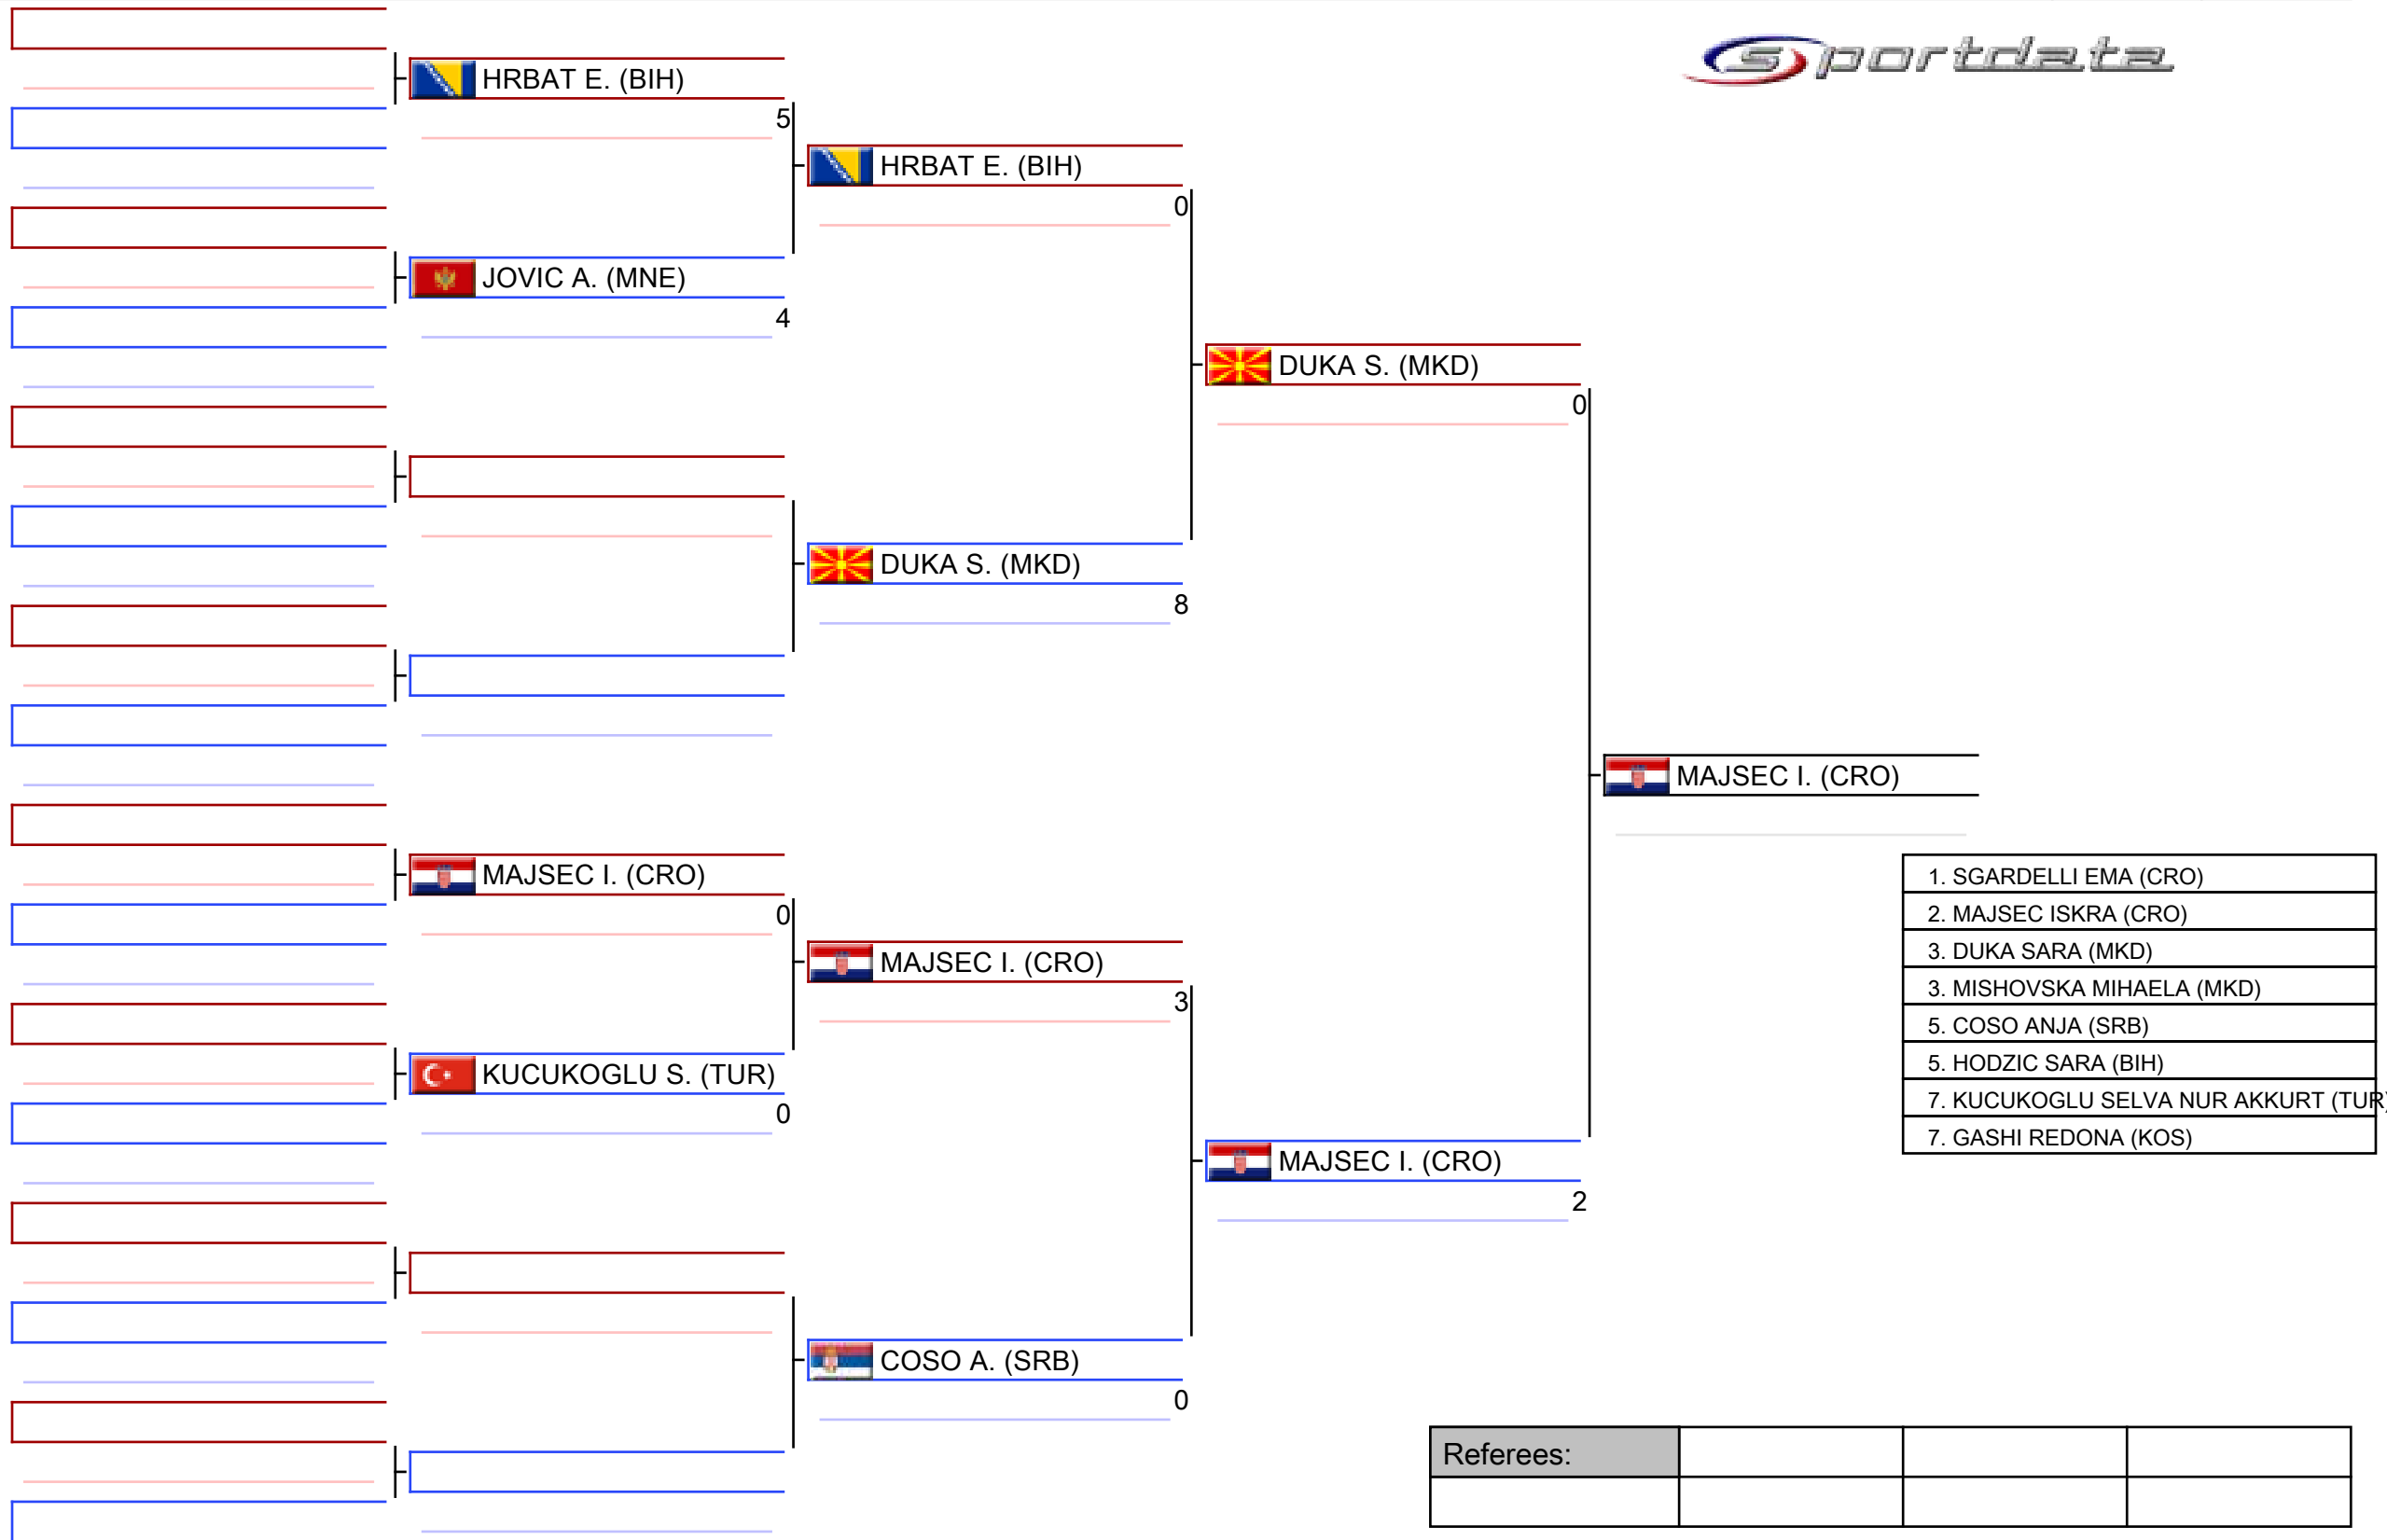 sportdata
HRBAT E. (BIH)
5
HRBAT E. (BIH)
0
JOVIC A. (MNE)
4
DUKA S. (MKD)
0
DUKA S. (MKD)
8
MAJSEC I. (CRO)
MAJSEC I. (CRO)
0
MAJSEC I. (CRO)
3
KUCUKOGLU S. (TUR)
0
MAJSEC I. (CRO)
2
COSO A. (SRB)
0
1. SGARDELLI EMA (CRO)
2. MAJSEC ISKRA (CRO)
3. DUKA SARA (MKD)
3. MISHOVSKA MIHAELA (MKD)
5. COSO ANJA (SRB)
5. HODZIC SARA (BIH)
7. KUCUKOGLU SELVA NUR AKKURT (TUR)
7. GASHI REDONA (KOS)
Referees: